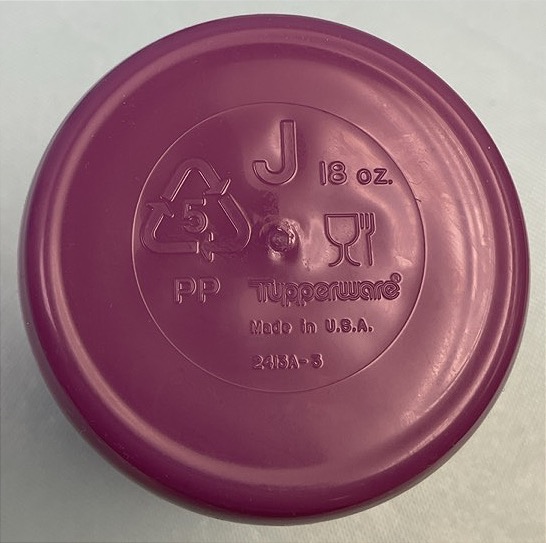 J 18 oz.
5
PP Tupperware®
Made in U.S.A.
2415A-3